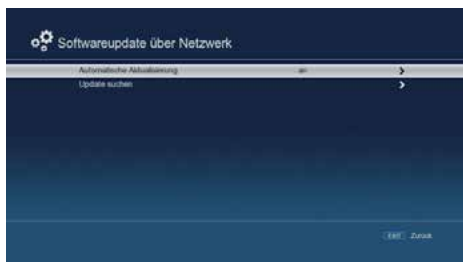 Softwareupdate über Netzwerk
Automatische Aktualisierung an
Update suchen
EXIT Zurück